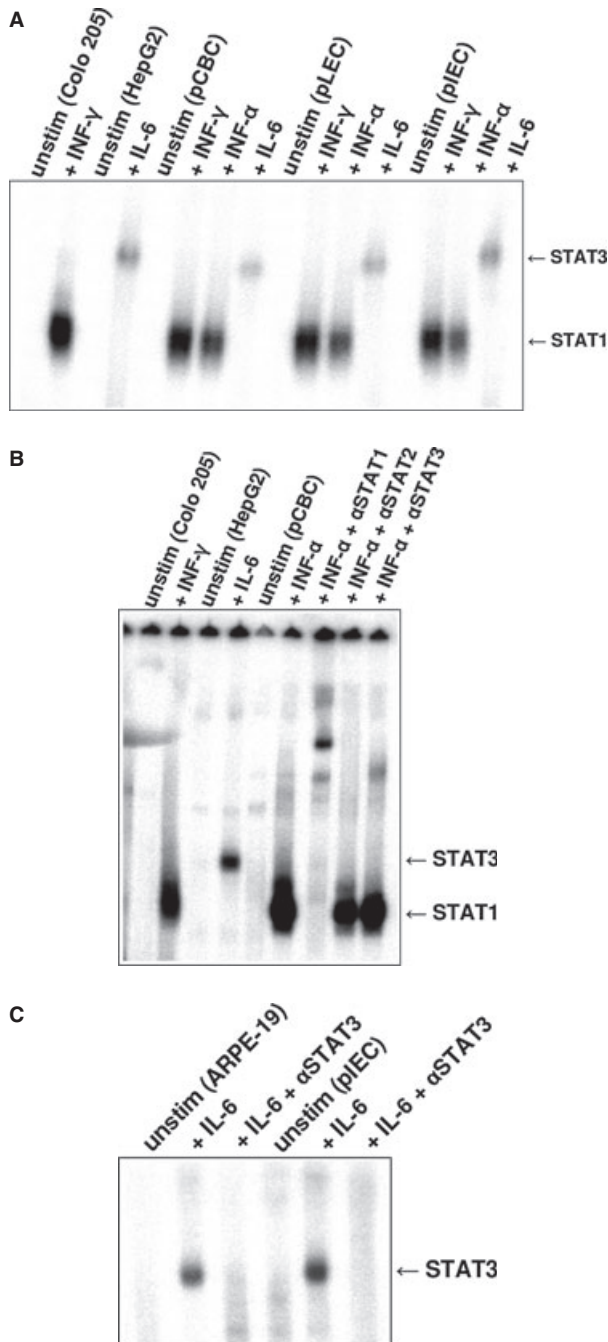 A
unstim (Colo 205)
+ INF-γ
unstim (HepG2)
+ IL-6
unstim (pCBC)
+ INF-γ
+ INF-α
+ IL-6
unstim (pLEC)
+ INF-γ
+ INF-α
+ IL-6
unstim (pIEC)
+ INF-γ
+ INF-α
+ IL-6
← STAT3
← STAT1
B
unstim (Colo 205)
+ INF-γ
unstim (HepG2)
+ IL-6
unstim (pCBC)
+ INF-α
+ INF-α + αSTAT1
+ INF-α + αSTAT2
+ INF-α + αSTAT3
← STAT3
← STAT1
C
unstim (ARPE-19)
+ IL-6
+ IL-6 + αSTAT3
unstim (pIEC)
+ IL-6
+ IL-6 + αSTAT3
← STAT3